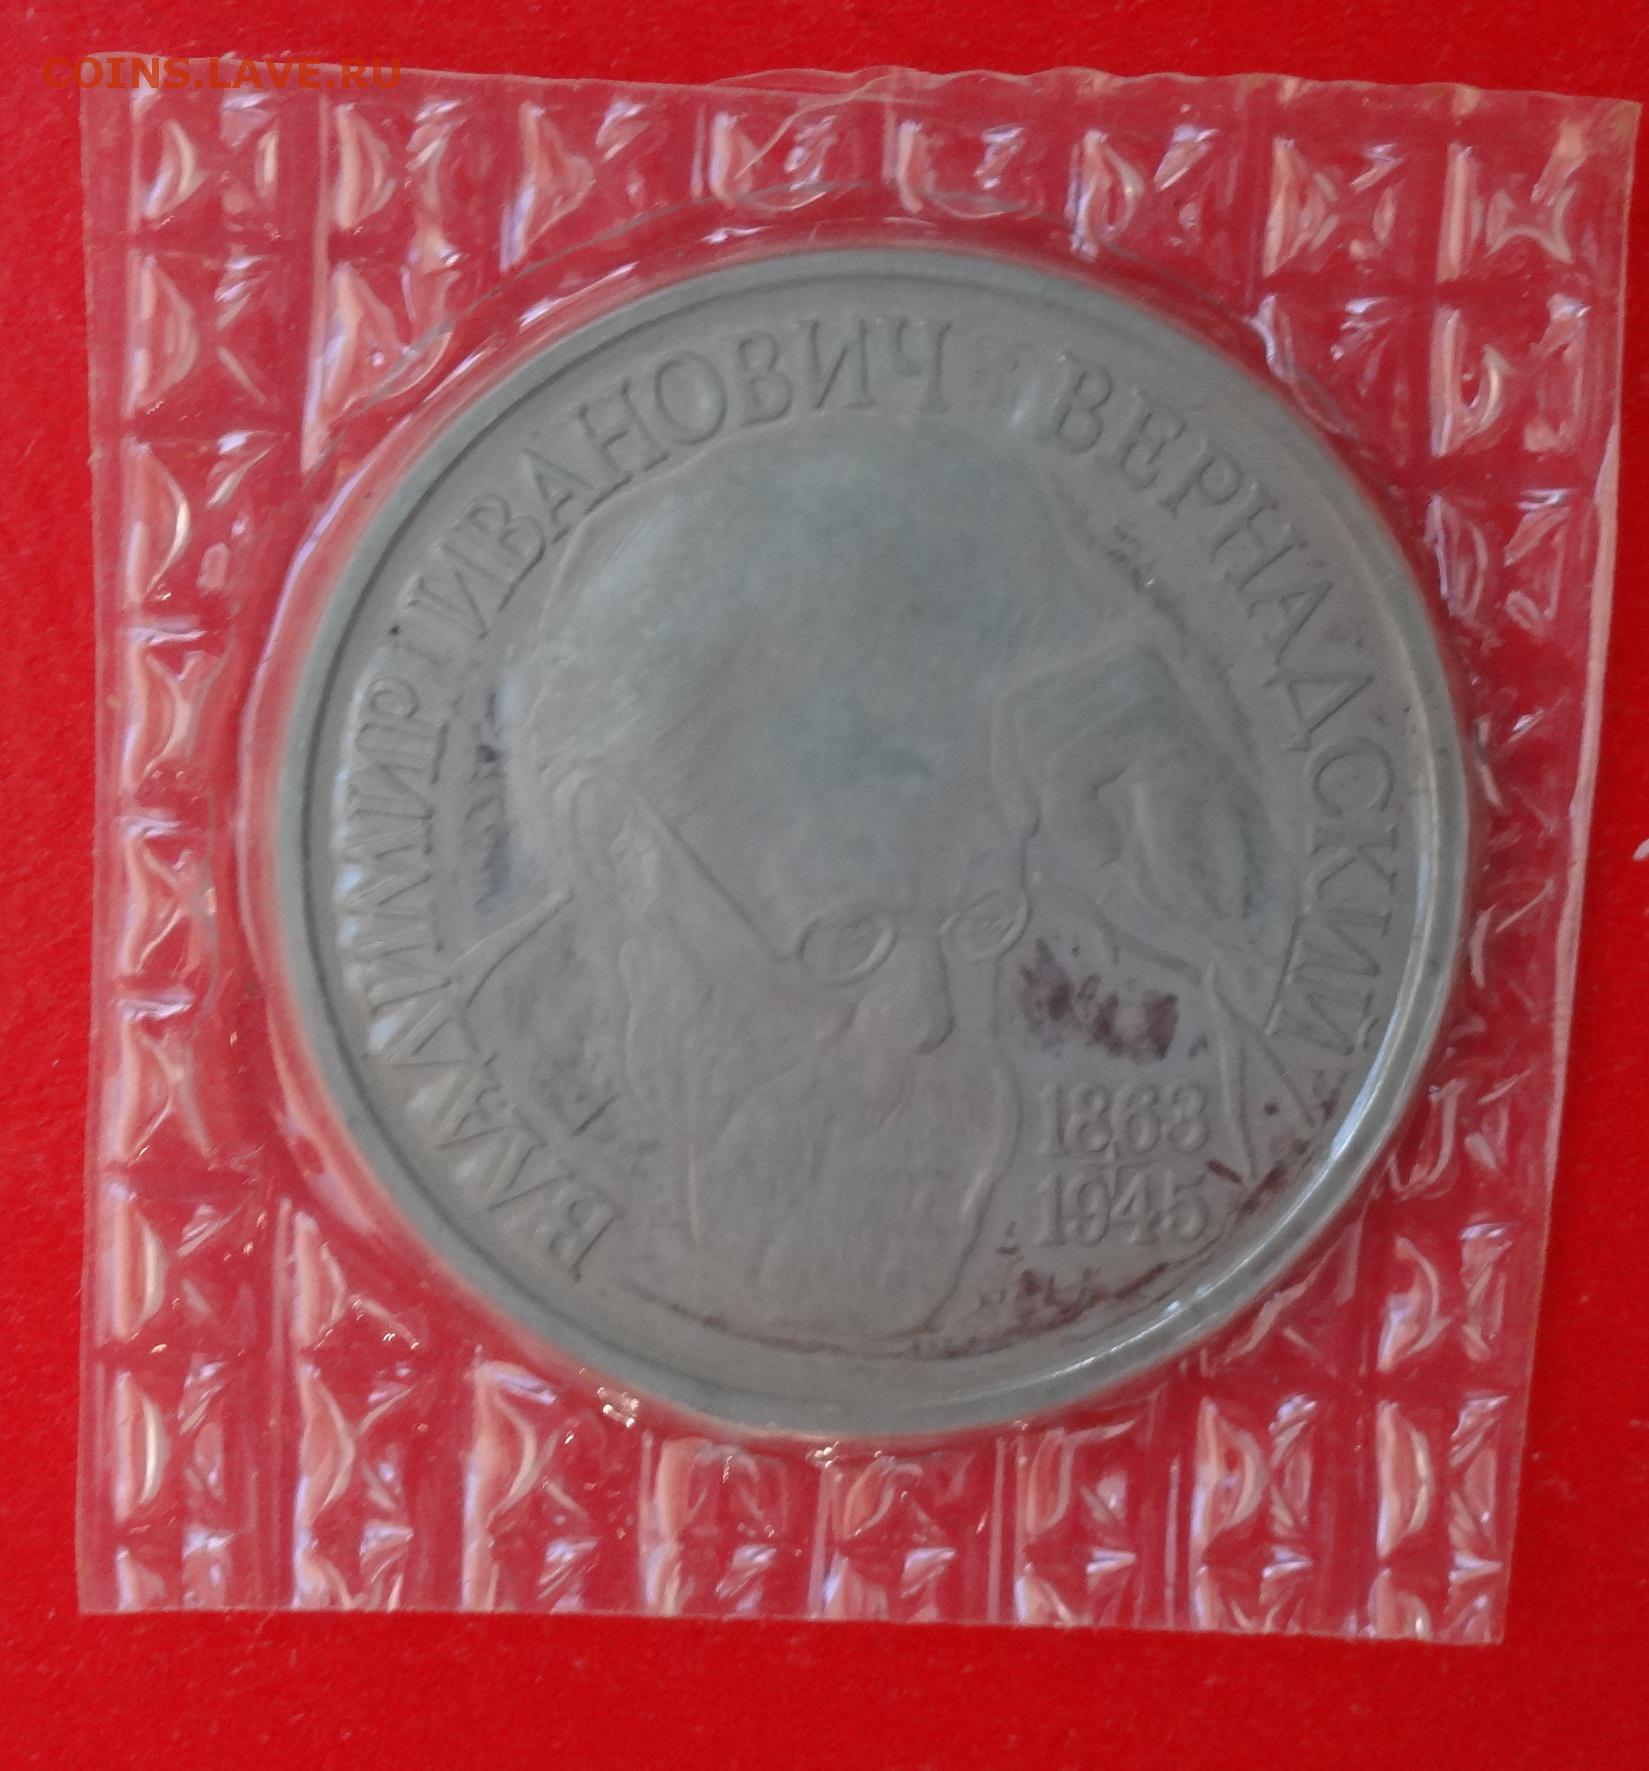 COINS.LAVE.RU
ВЛАДИМИР ИВАНОВИЧ ВЕРНАДСКИЙ
1863
1945